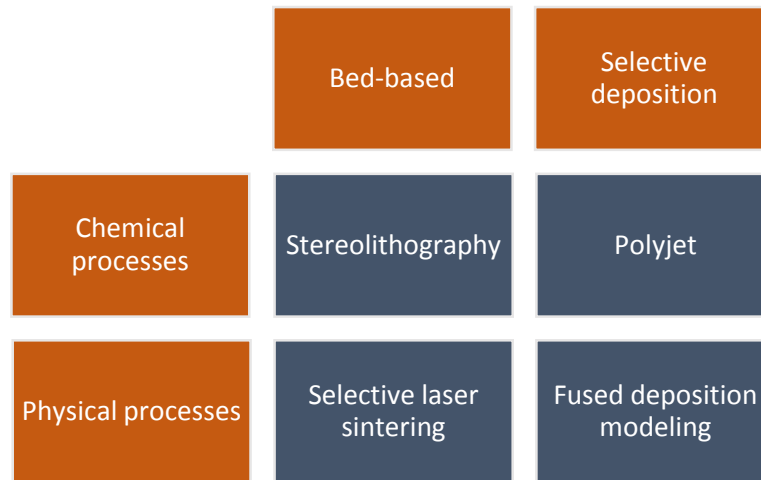 Bed-based
Selective
deposition
Chemical
processes
Stereolithography
Polyjet
Physical processes
Selective laser
sintering
Fused deposition
modeling